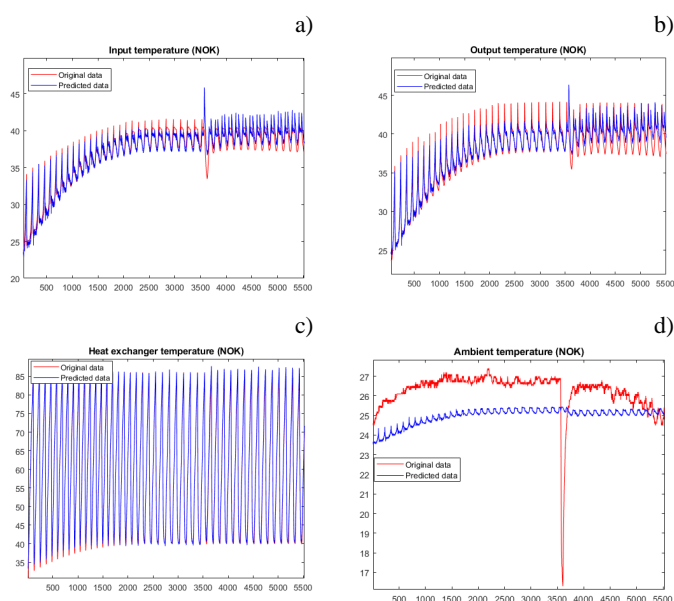 a)
Input temperature (NOK)
Original data
Predicted data
45
40
35
30
25
20
500 1000 1500 2000 2500 3000 3500 4000 4500 5000 5500
b)
Output temperature (NOK)
Original data
Predicted data
45
40
35
30
25
500 1000 1500 2000 2500 3000 3500 4000 4500 5000 5500
c)
Heat exchanger temperature (NOK)
Original data
Predicted data
85
80
75
70
65
60
55
50
45
40
35
500 1000 1500 2000 2500 3000 3500 4000 4500 5000 5500
d)
Ambient temperature (NOK)
27
26
25
24
23
Original data
Predicted data
22
21
20
19
18
17
500 1000 1500 2000 2500 3000 3500 4000 4500 5000 5500